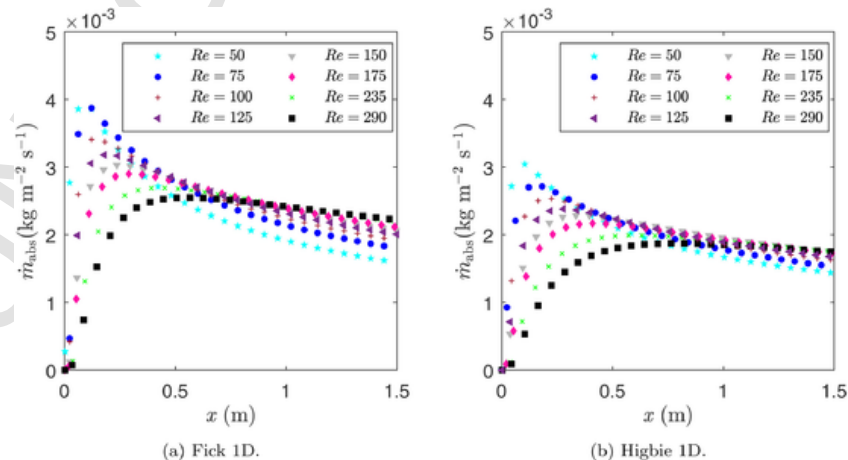 ×10⁻³
5
4
3
2
1
0
ṁabs(kg m⁻² s⁻¹)
Re = 50
Re = 75
Re = 100
Re = 125
Re = 150
Re = 175
Re = 235
Re = 290
0 0.5 1 1.5
x (m)
(a) Fick 1D.
×10⁻³
5
4
3
2
1
0
ṁabs(kg m⁻² s⁻¹)
Re = 50
Re = 75
Re = 100
Re = 125
Re = 150
Re = 175
Re = 235
Re = 290
0 0.5 1 1.5
x (m)
(b) Higbie 1D.